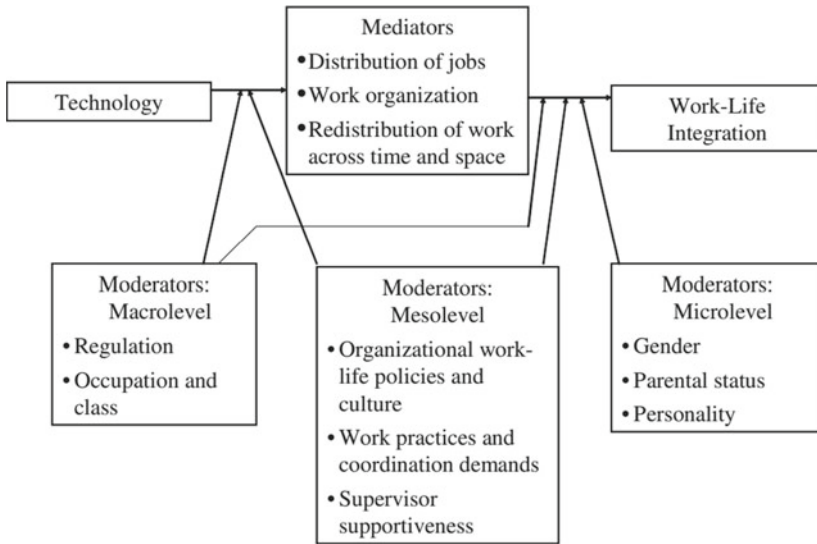 Mediators
• Distribution of jobs
• Work organization
• Redistribution of work
across time and space
Technology
Work-Life
Integration
Moderators:
Macrolevel
• Regulation
• Occupation and
class
Moderators:
Mesolevel
• Organizational work-
life policies and
culture
• Work practices and
coordination demands
• Supervisor
supportiveness
Moderators:
Microlevel
• Gender
• Parental status
• Personality